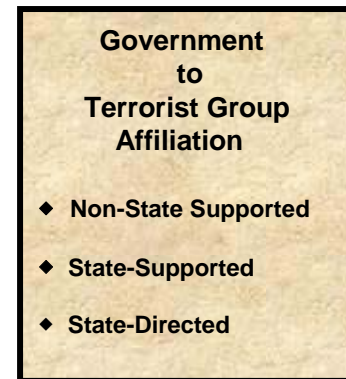 Government
to
Terrorist Group
Affiliation
◆ Non-State Supported
◆ State-Supported
◆ State-Directed